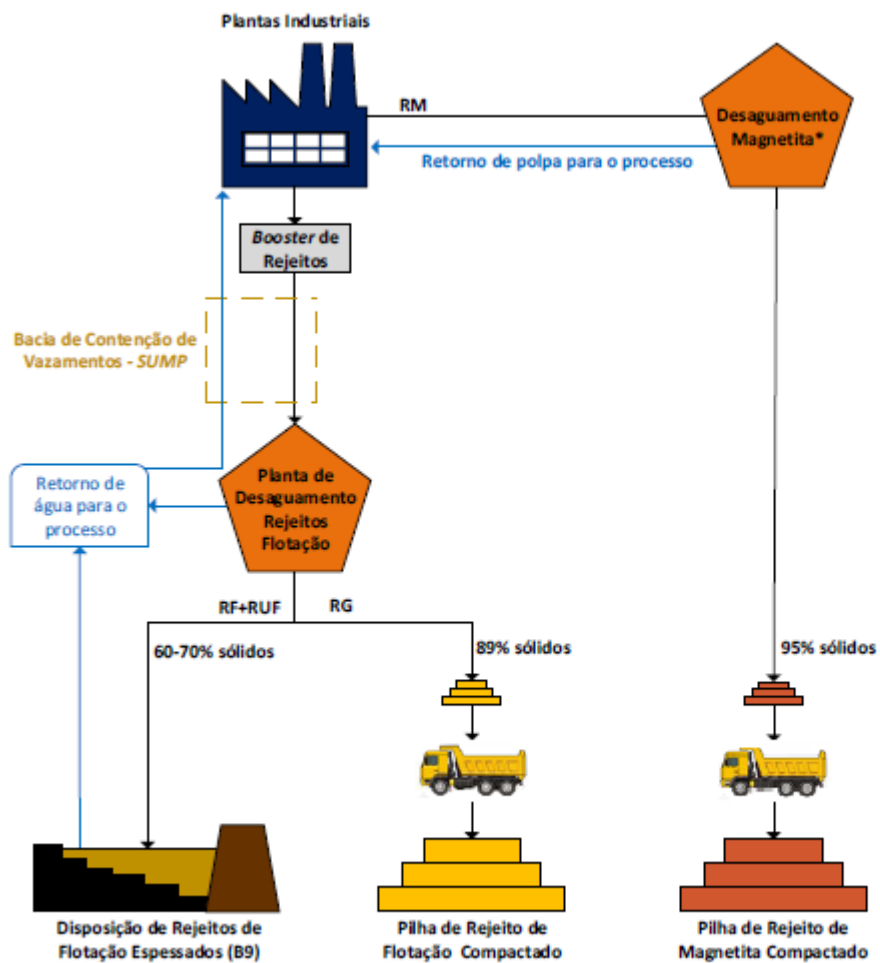 Plantas Industriais
RM
Desaguamento
Magnetita*
Retorno de polpa para o processo
Booster de
Rejeitos
Bacia de Contenção de
Vazamentos - SUMP
Planta de
Desaguamento
Rejeitos
Flotação
Retorno de
água para o
processo
RF+RUF
RG
60-70% sólidos
89% sólidos
95% sólidos
Disposição de Rejeitos de
Flotação Espessados (B9)
Pilha de Rejeito de
Flotação Compactado
Pilha de Rejeito de
Magnetita Compactado